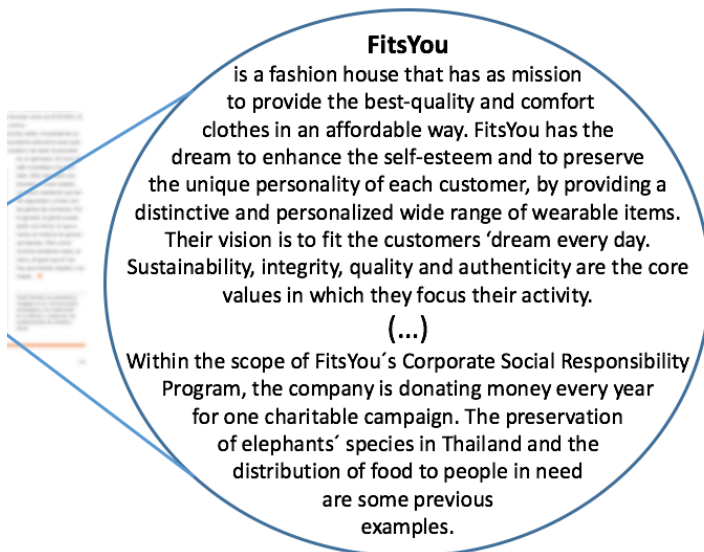 FitsYou
is a fashion house that has as mission
to provide the best-quality and comfort
clothes in an affordable way. FitsYou has the
dream to enhance the self-esteem and to preserve
the unique personality of each customer, by providing a
distinctive and personalized wide range of wearable items.
Their vision is to fit the customers ‘dream every day.
Sustainability, integrity, quality and authenticity are the core
values in which they focus their activity.
(...)
Within the scope of FitsYou´s Corporate Social Responsibility
Program, the company is donating money every year
for one charitable campaign. The preservation
of elephants´ species in Thailand and the
distribution of food to people in need
are some previous
examples.